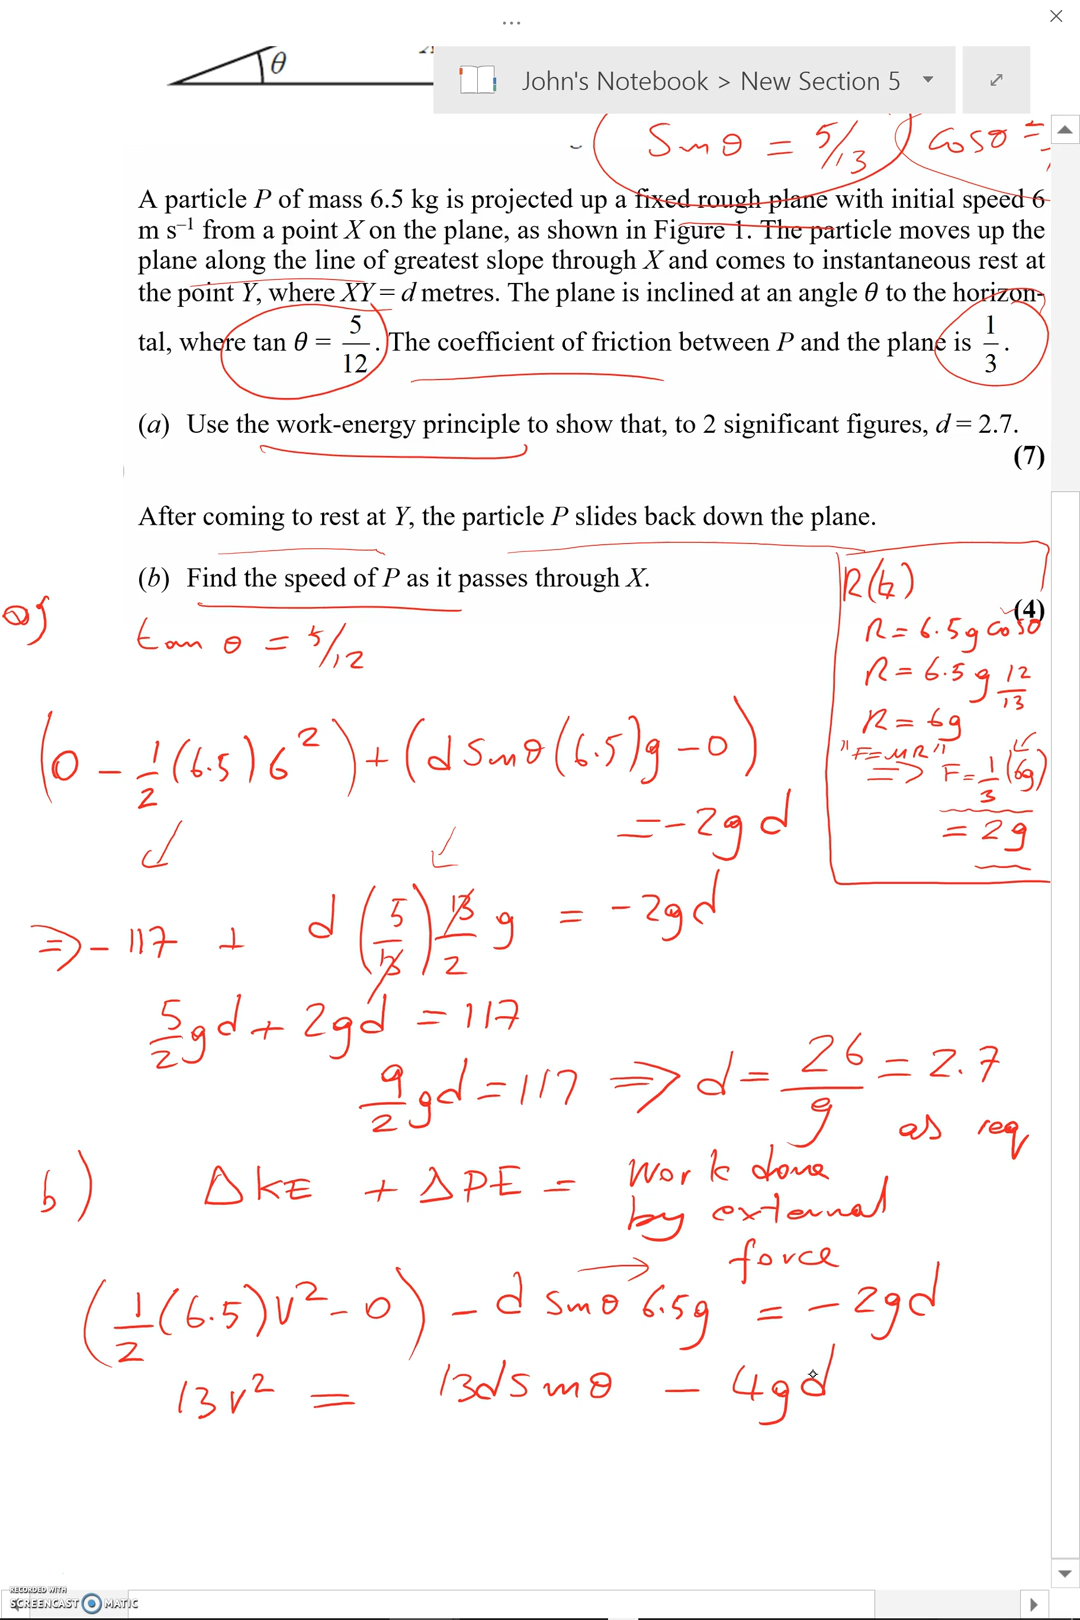 θ
John's Notebook > New Section 5
Sinθ = 5/13 cosθ =
A particle P of mass 6.5 kg is projected up a fixed rough plane with initial speed 6
m s⁻¹ from a point X on the plane, as shown in Figure 1. The particle moves up the
plane along the line of greatest slope through X and comes to instantaneous rest at
the point Y, where XY = d metres. The plane is inclined at an angle θ to the horizon-
tal, where tan θ = 5/12. The coefficient of friction between P and the plane is 1/3.
(a) Use the work-energy principle to show that, to 2 significant figures, d = 2.7.
(7)
After coming to rest at Y, the particle P slides back down the plane.
(b) Find the speed of P as it passes through X.
(4)
R(↖)
R = 6.5g cosθ
R = 6.5g 12/13
R = 6g
"F=μR"
=> F = 1/3 (6g)
= 2g
a)
tan θ = 5/12
(0 - 1/2 (6.5) 6²) + (d Sinθ (6.5)g - 0)
= -2gd
=> -117 + d (5/13) 13/2 g = -2gd
5/2 gd + 2gd = 117
9/2 gd = 117 => d = 26/g = 2.7
as req
b) ΔKE + ΔPE = Work done
by external
force
(1/2 (6.5)v² - 0) - d Sinθ 6.5g = -2gd
13v² = 13d Sinθ - 4gd
RECORDED WITH
SCREENCAST O MATIC